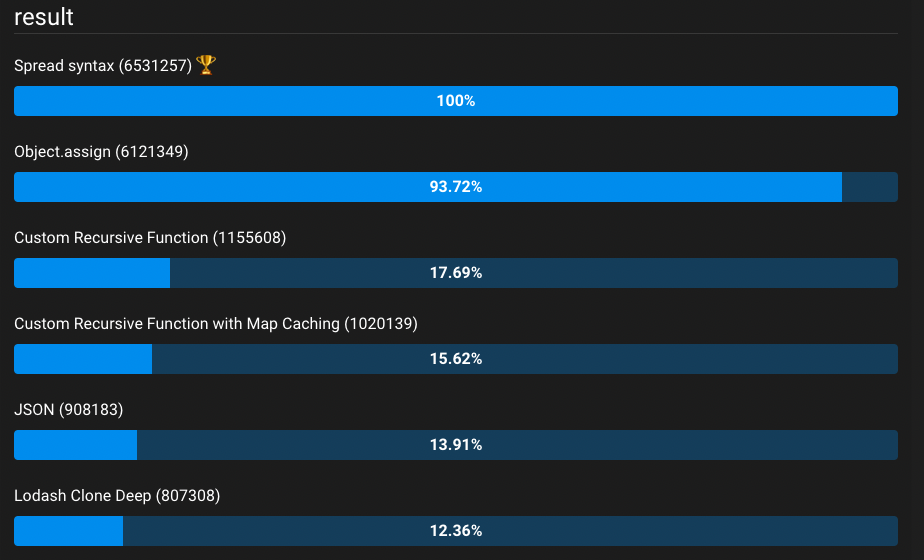 result
Spread syntax (6531257) 🏆
100%
Object.assign (6121349)
93.72%
Custom Recursive Function (1155608)
17.69%
Custom Recursive Function with Map Caching (1020139)
15.62%
JSON (908183)
13.91%
Lodash Clone Deep (807308)
12.36%